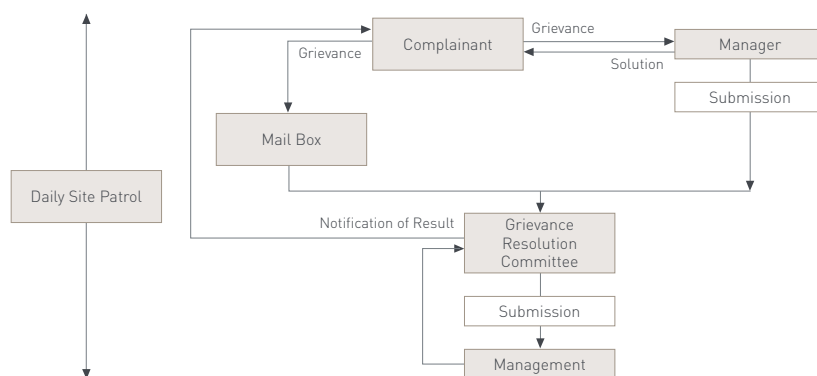 Complainant
Grievance
Manager
Grievance
Solution
Submission
Mail Box
Daily Site Patrol
Notification of Result
Grievance
Resolution
Committee
Submission
Management